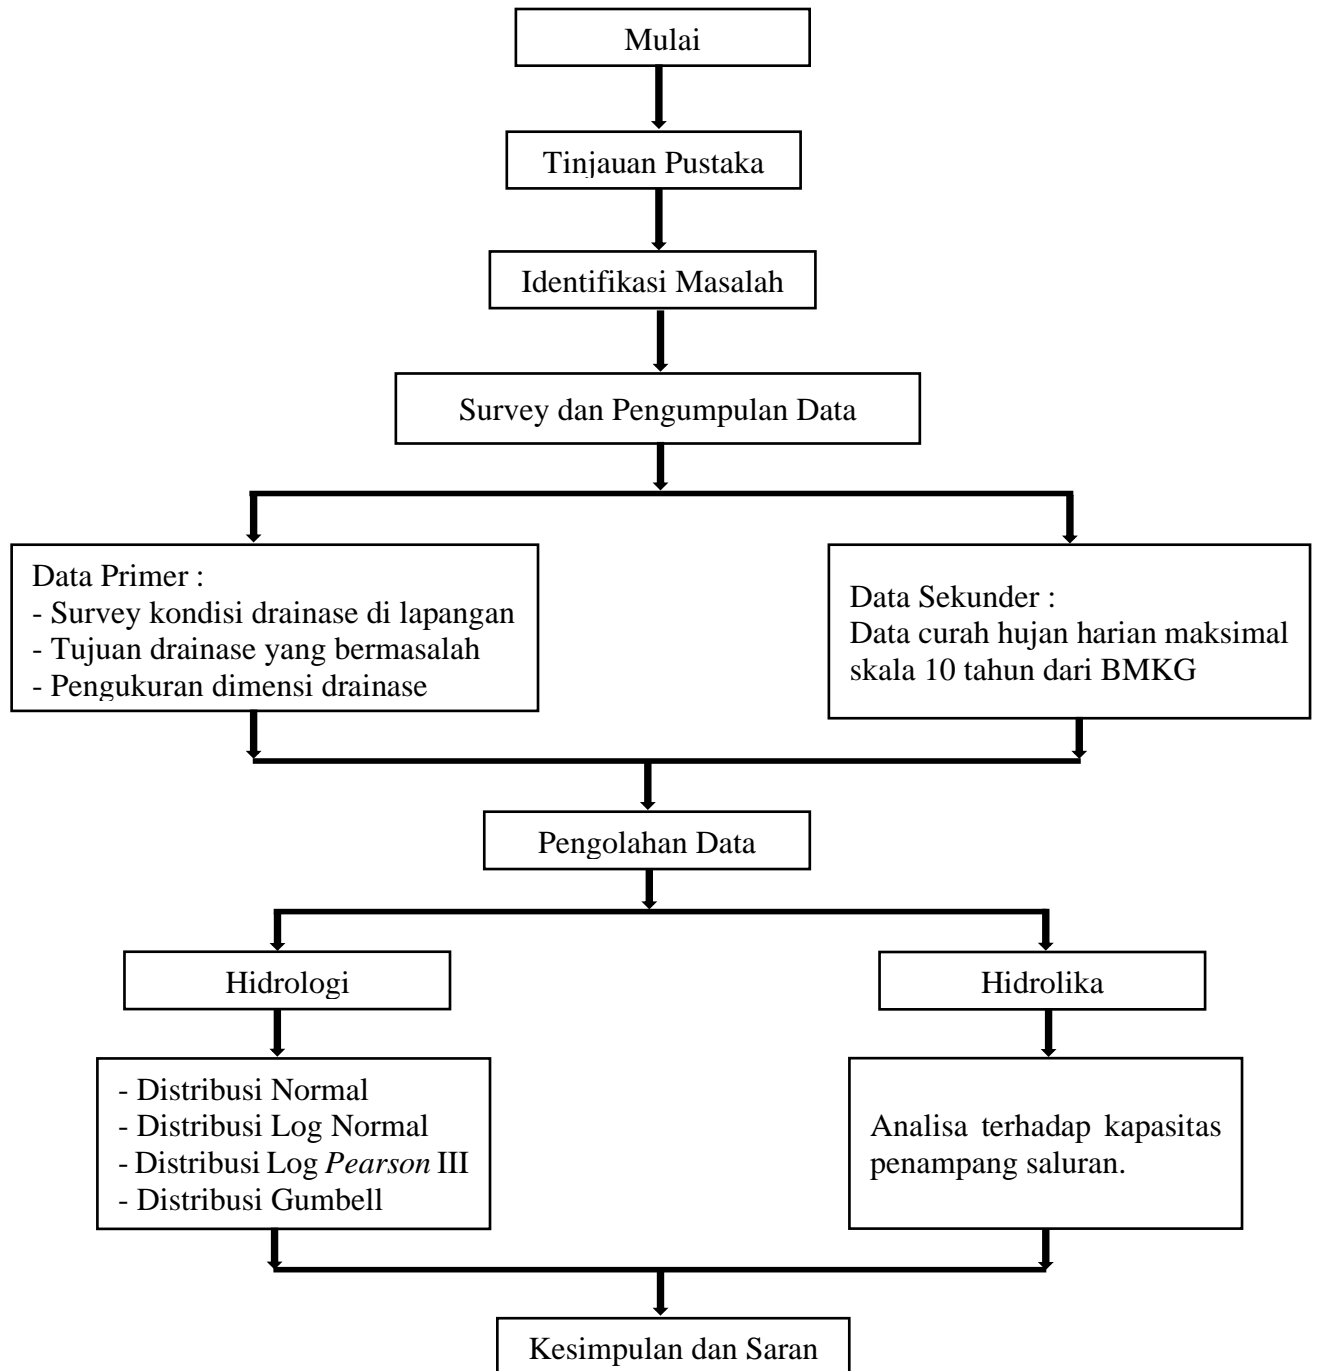 Mulai
Tinjauan Pustaka
Identifikasi Masalah
Survey dan Pengumpulan Data
Data Primer :
- Survey kondisi drainase di lapangan
- Tujuan drainase yang bermasalah
- Pengukuran dimensi drainase
Data Sekunder :
Data curah hujan harian maksimal
skala 10 tahun dari BMKG
Pengolahan Data
Hidrologi
Hidrolika
- Distribusi Normal
- Distribusi Log Normal
- Distribusi Log Pearson III
- Distribusi Gumbell
Analisa terhadap kapasitas
penampang saluran.
Kesimpulan dan Saran